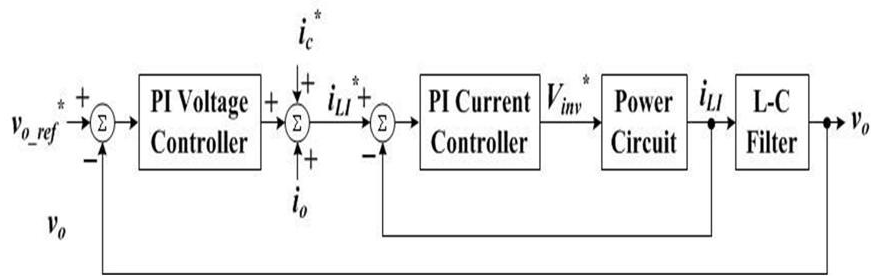 i_c^*
+ PI Voltage + + i_LI^* + PI Current V_inv^* Power i_LI L-C
v_o_ref^* Σ Controller Σ Σ Controller Circuit Filter v_o
− + −
i_o
v_o